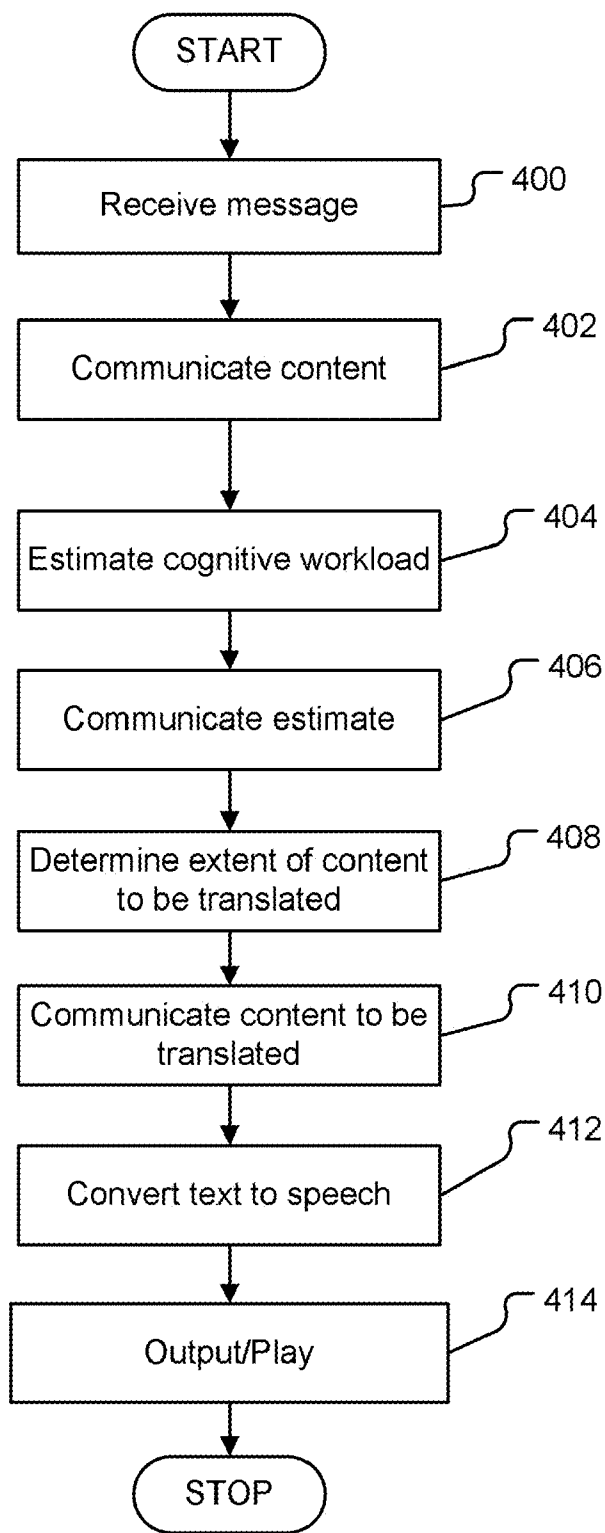 START
Receive message
400
Communicate content
402
Estimate cognitive workload
404
Communicate estimate
406
Determine extent of content
to be translated
408
Communicate content to be
translated
410
Convert text to speech
412
Output/Play
414
STOP